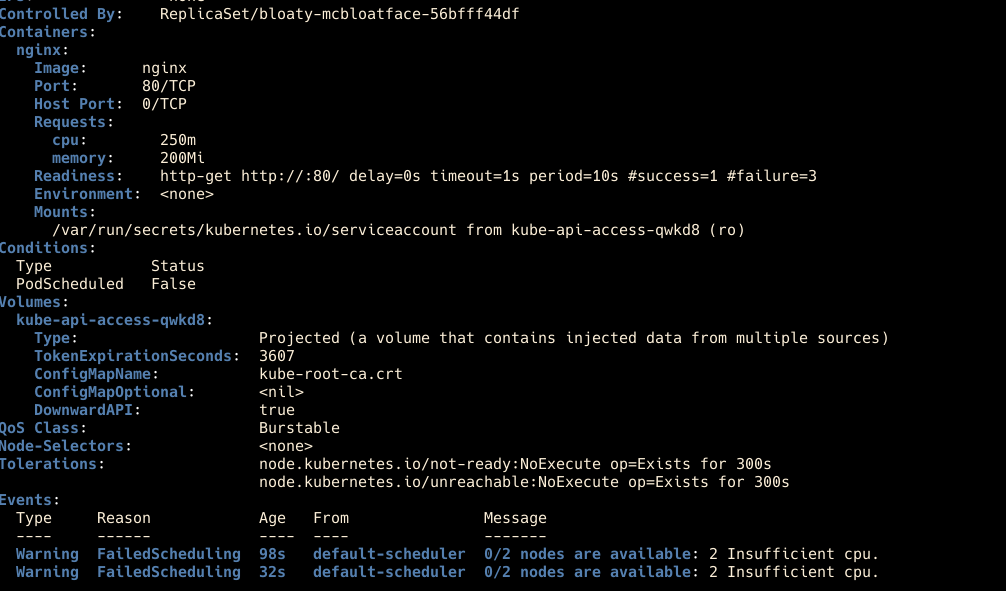 Controlled By:    ReplicaSet/bloaty-mcbloatface-56bfff44df
Containers:
  nginx:
    Image:      nginx
    Port:       80/TCP
    Host Port:  0/TCP
    Requests:
      cpu:        250m
      memory:     200Mi
    Readiness:    http-get http://:80/ delay=0s timeout=1s period=10s #success=1 #failure=3
    Environment:  <none>
    Mounts:
      /var/run/secrets/kubernetes.io/serviceaccount from kube-api-access-qwkd8 (ro)
Conditions:
  Type           Status
  PodScheduled   False
Volumes:
  kube-api-access-qwkd8:
    Type:                    Projected (a volume that contains injected data from multiple sources)
    TokenExpirationSeconds:  3607
    ConfigMapName:           kube-root-ca.crt
    ConfigMapOptional:       <nil>
    DownwardAPI:             true
QoS Class:                   Burstable
Node-Selectors:              <none>
Tolerations:                 node.kubernetes.io/not-ready:NoExecute op=Exists for 300s
                             node.kubernetes.io/unreachable:NoExecute op=Exists for 300s
Events:
  Type     Reason            Age   From               Message
  ----     ------            ----  ----               -------
  Warning  FailedScheduling  98s   default-scheduler  0/2 nodes are available: 2 Insufficient cpu.
  Warning  FailedScheduling  32s   default-scheduler  0/2 nodes are available: 2 Insufficient cpu.